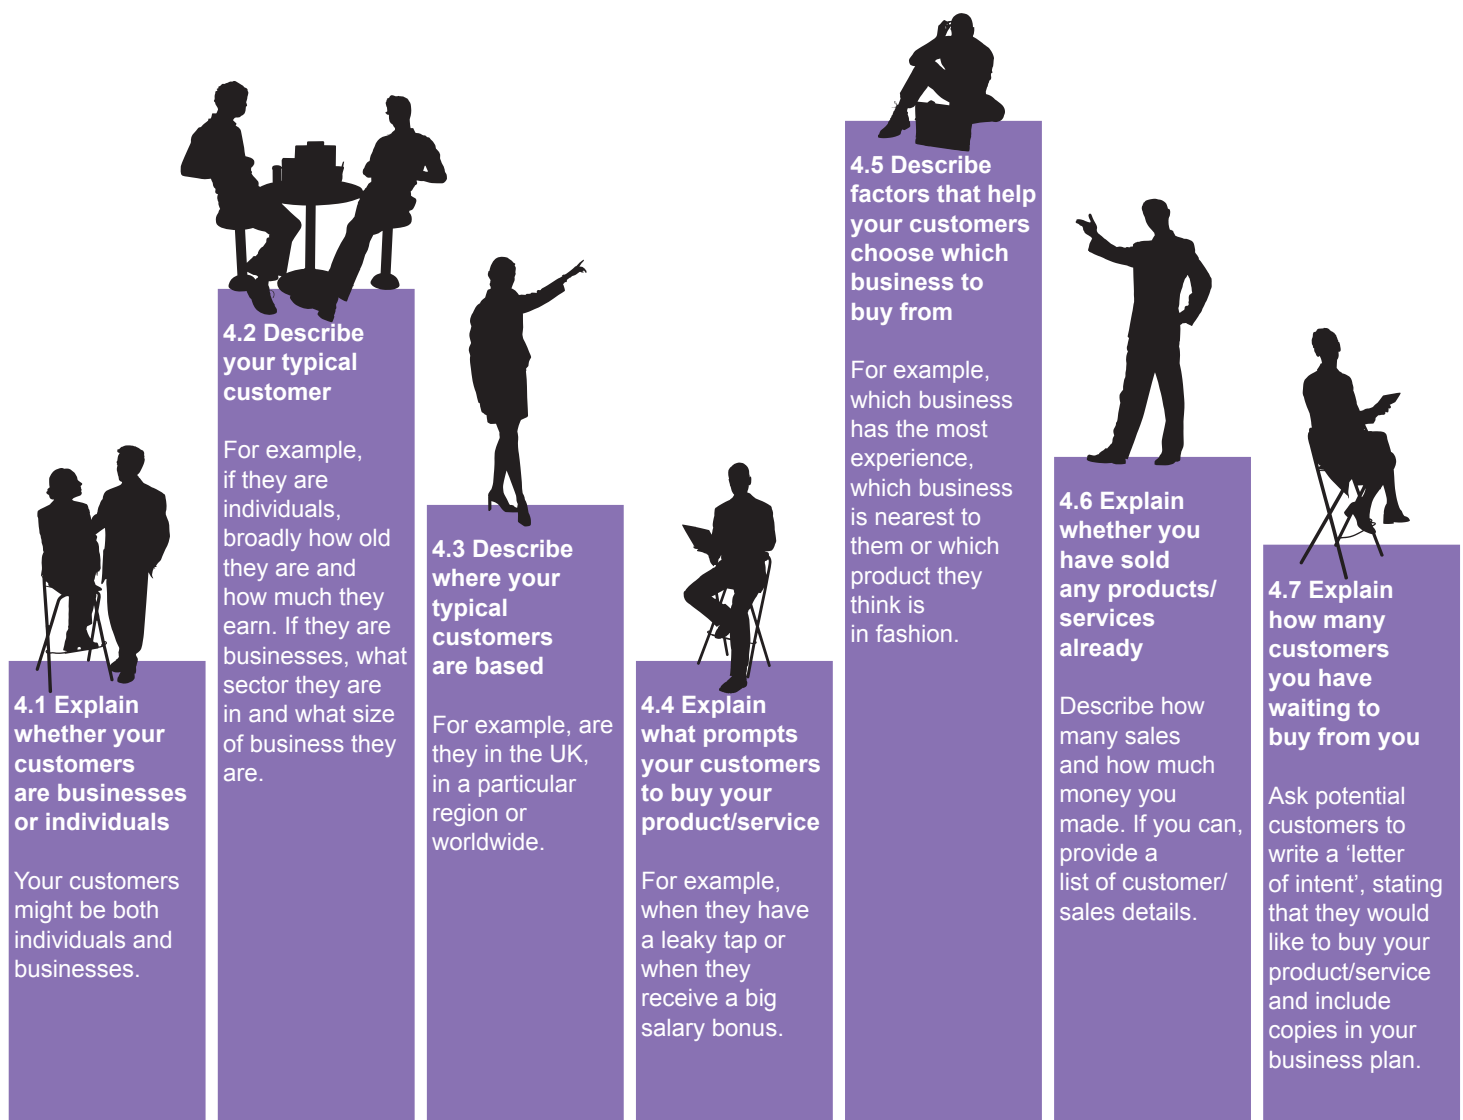 4.1 Explain
whether your
customers
are businesses
or individuals
Your customers
might be both
individuals and
businesses.
4.2 Describe
your typical
customer
For example,
if they are
individuals,
broadly how old
they are and
how much they
earn. If they are
businesses, what
sector they are
in and what size
of business they
are.
4.3 Describe
where your
typical
customers
are based
For example, are
they in the UK,
in a particular
region or
worldwide.
4.4 Explain
what prompts
your customers
to buy your
product/service
For example,
when they have
a leaky tap or
when they
receive a big
salary bonus.
4.5 Describe
factors that help
your customers
choose which
business to
buy from
For example,
which business
has the most
experience,
which business
is nearest to
them or which
product they
think is
in fashion.
4.6 Explain
whether you
have sold
any products/
services
already
Describe how
many sales
and how much
money you
made. If you can,
provide a
list of customer/
sales details.
4.7 Explain
how many
customers
you have
waiting to
buy from you
Ask potential
customers to
write a ‘letter
of intent’, stating
that they would
like to buy your
product/service
and include
copies in your
business plan.